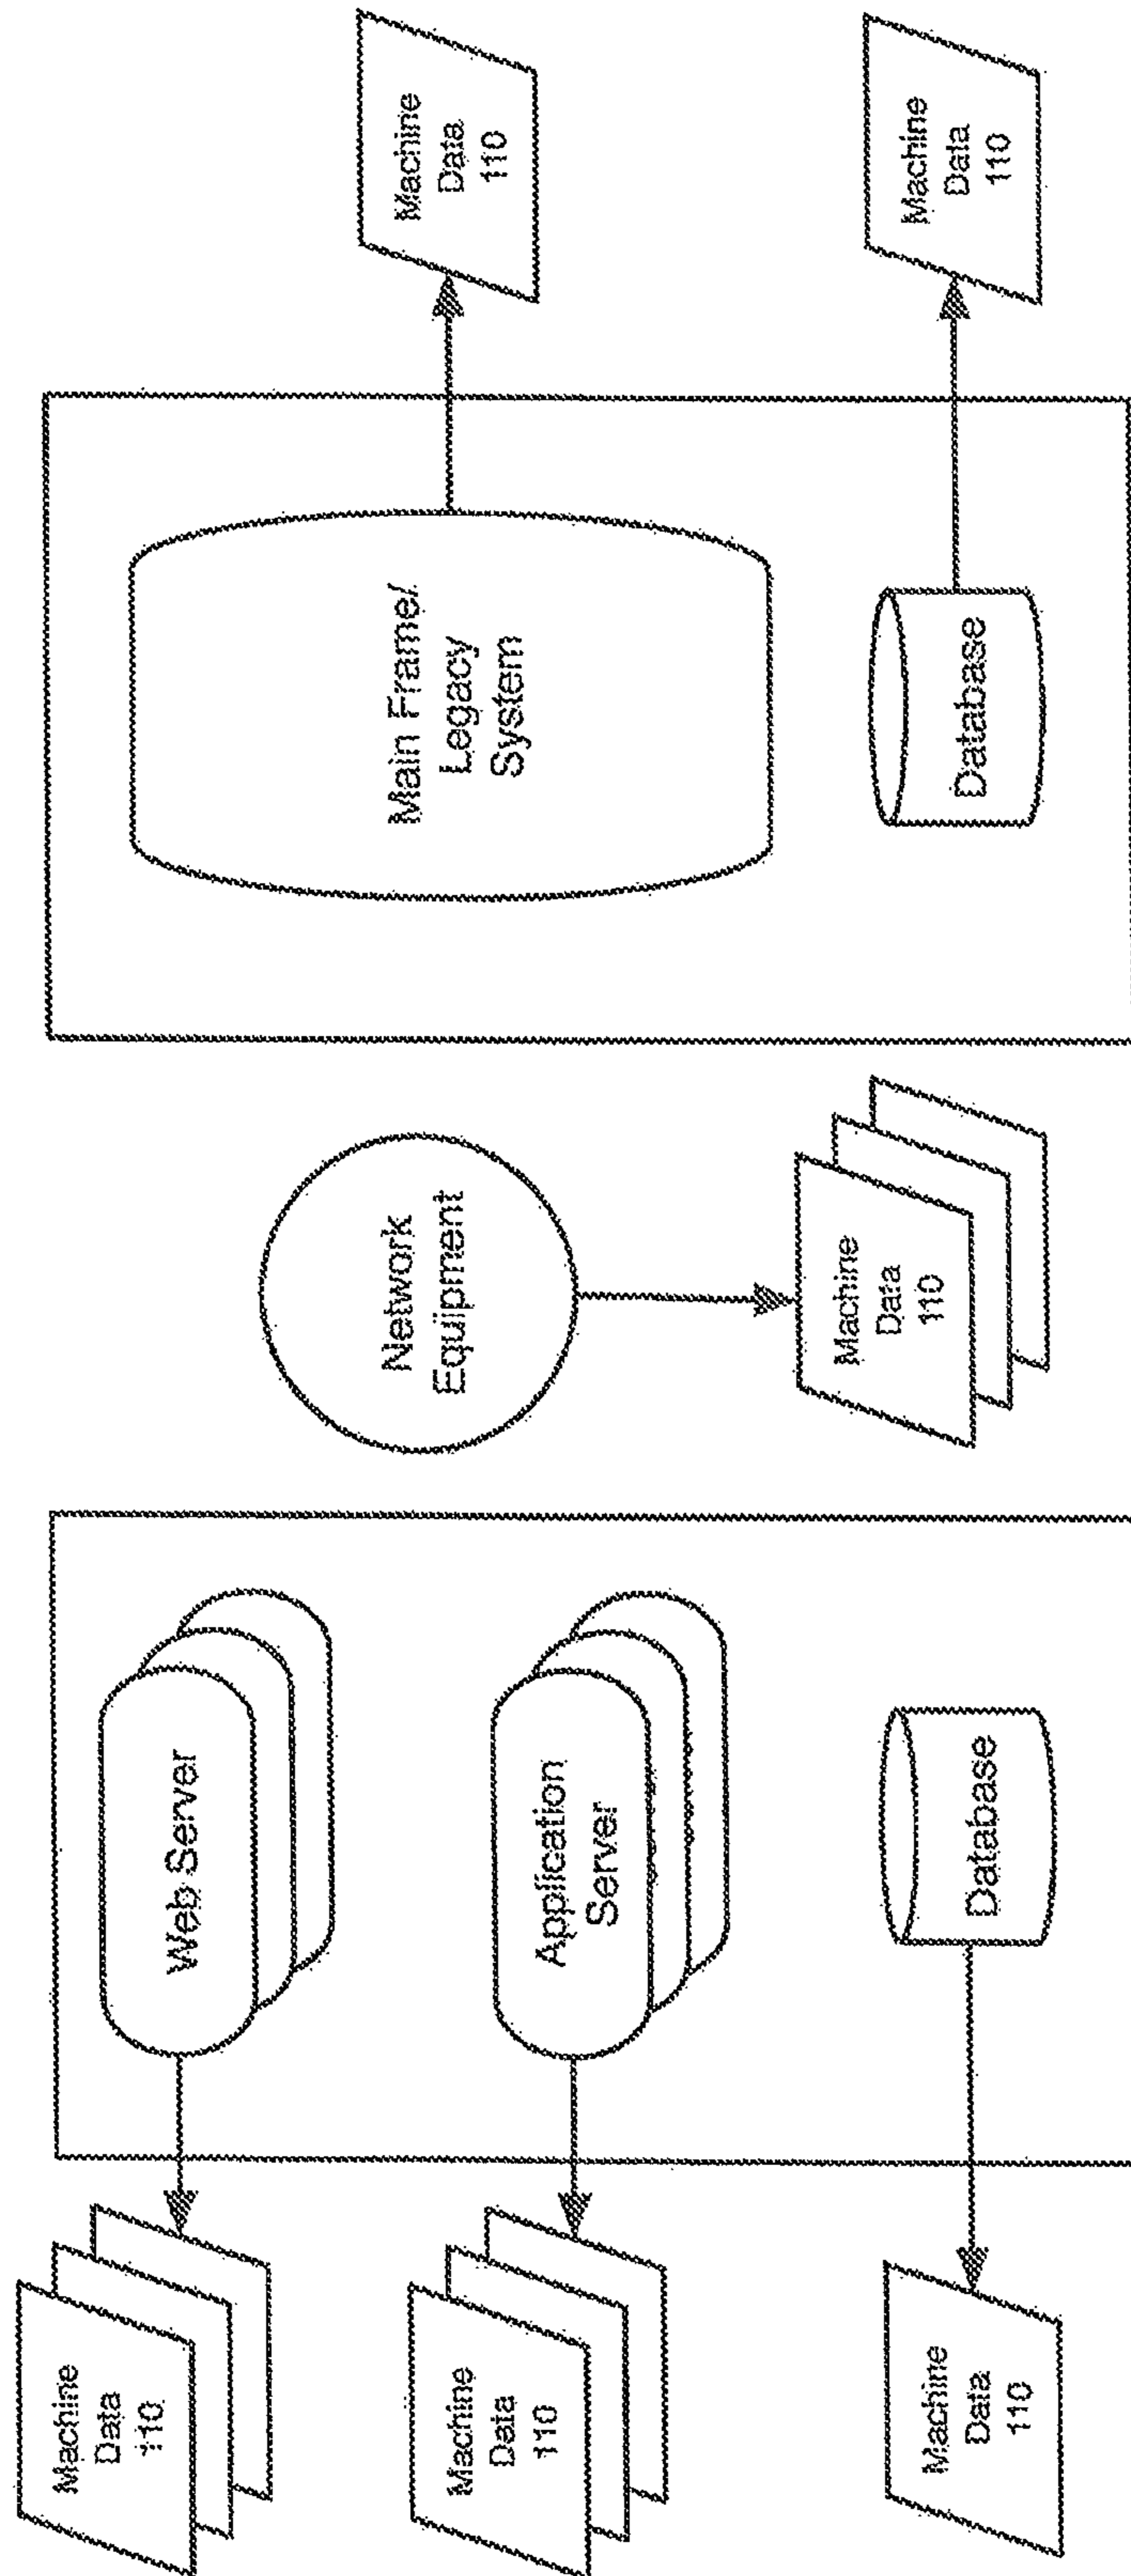 Machine
Data
110
Web Server
Machine
Data
110
Application
Server
Machine
Data
110
Database
Network
Equipment
Machine
Data
110
Main Frame/
Legacy
System
Machine
Data
110
Database
Machine
Data
110